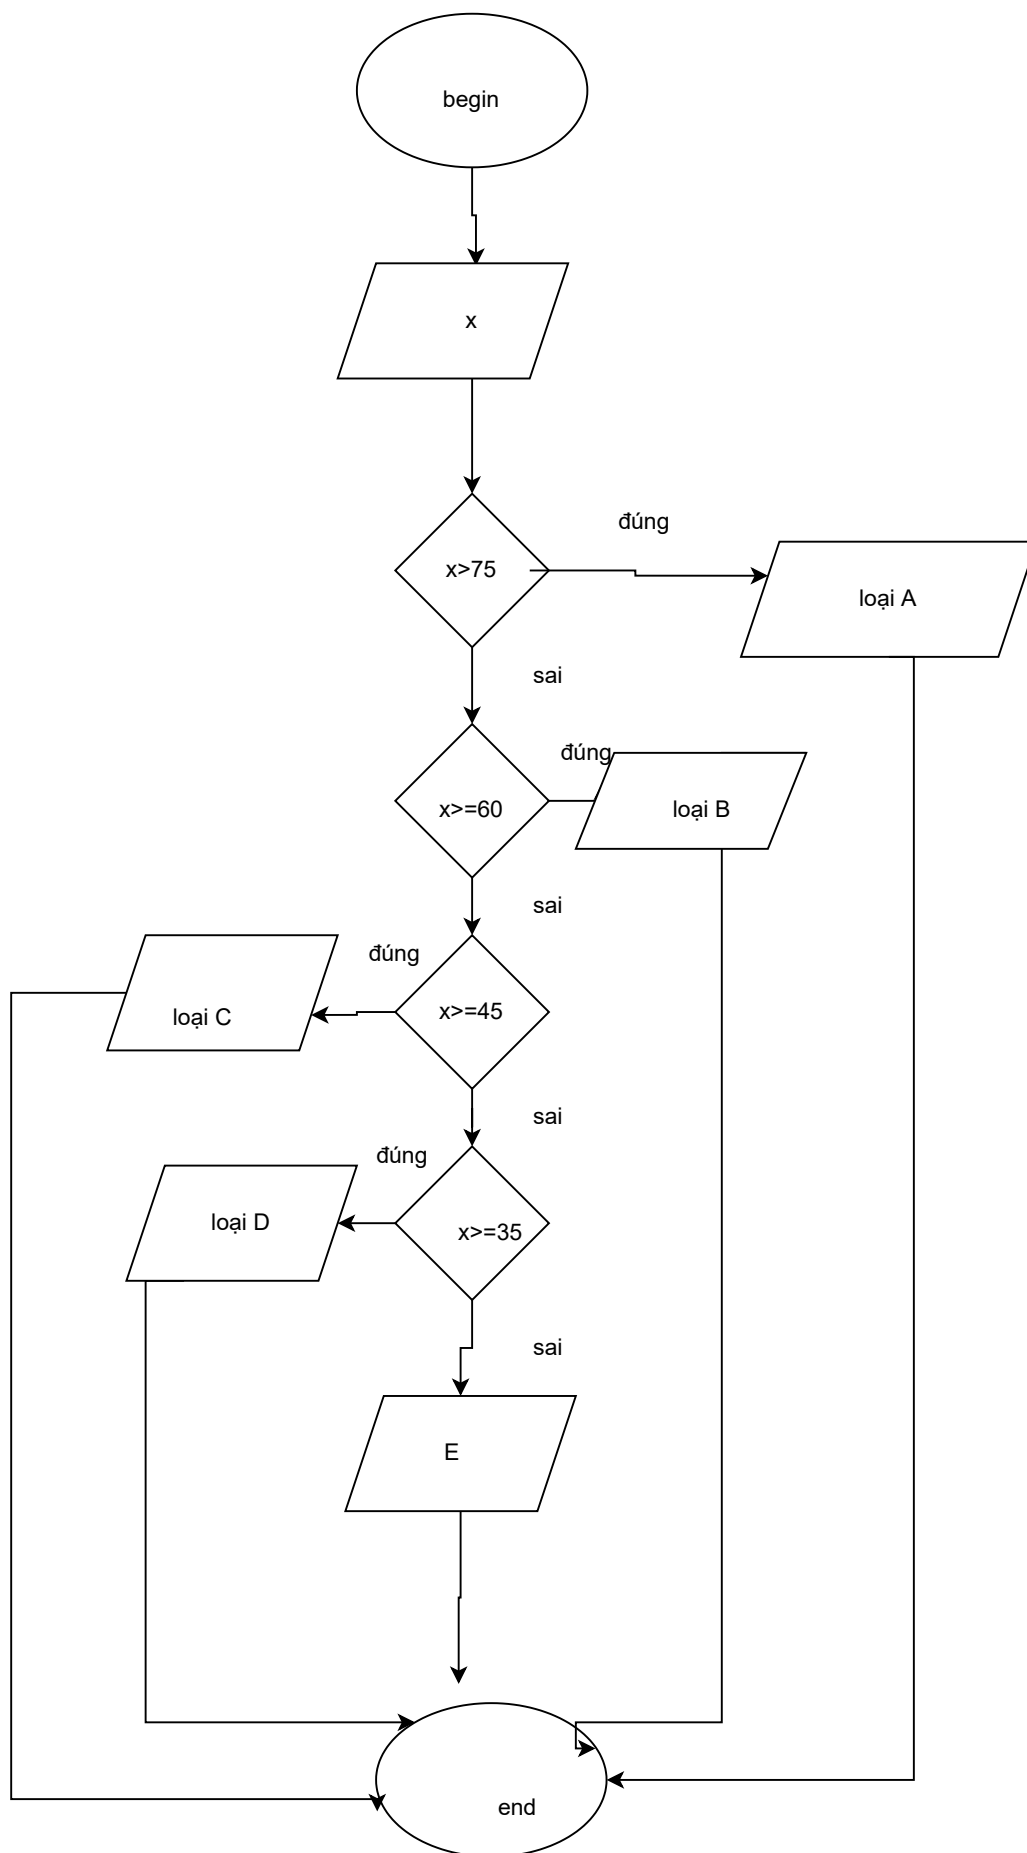 begin
x
đúng
x>75
loại A
sai
đúng
x>=60
loại B
sai
đúng
x>=45
loại C
sai
đúng
loại D
x>=35
sai
E
end